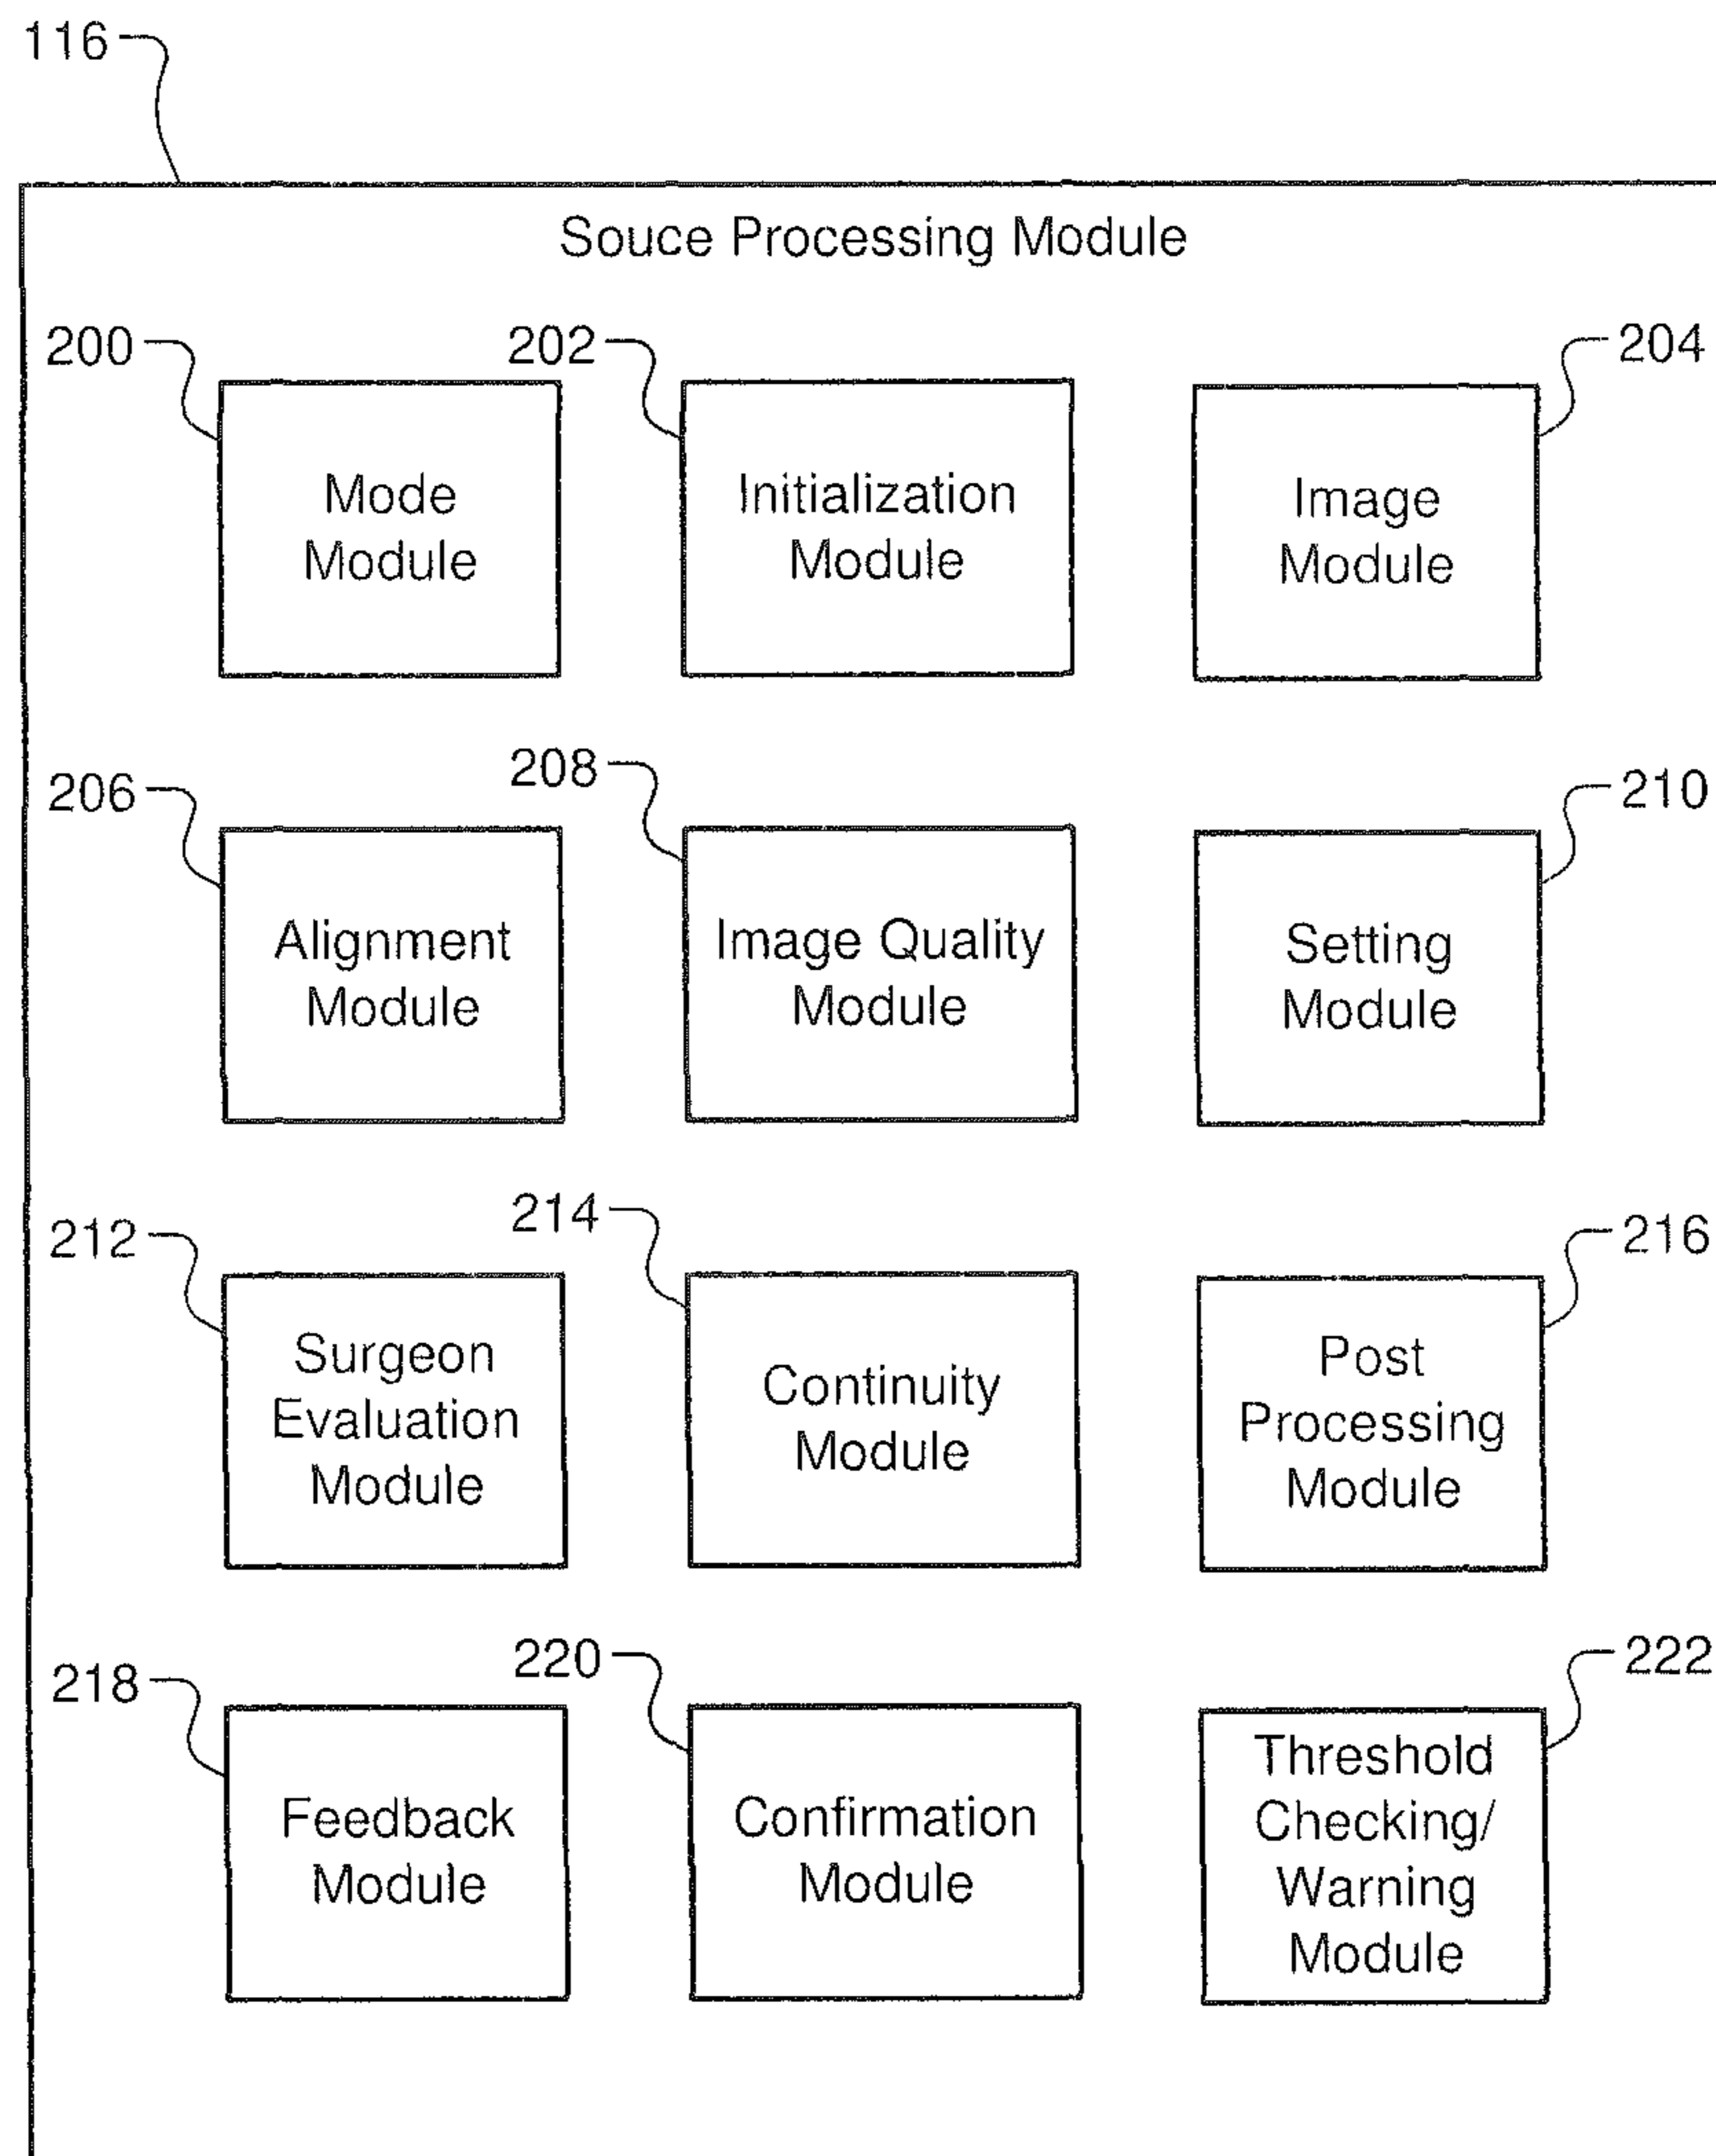 116
Souce Processing Module
200
202
204
Mode
Module
Initialization
Module
Image
Module
206
208
210
Alignment
Module
Image Quality
Module
Setting
Module
212
214
216
Surgeon
Evaluation
Module
Continuity
Module
Post
Processing
Module
218
220
222
Feedback
Module
Confirmation
Module
Threshold
Checking/
Warning
Module